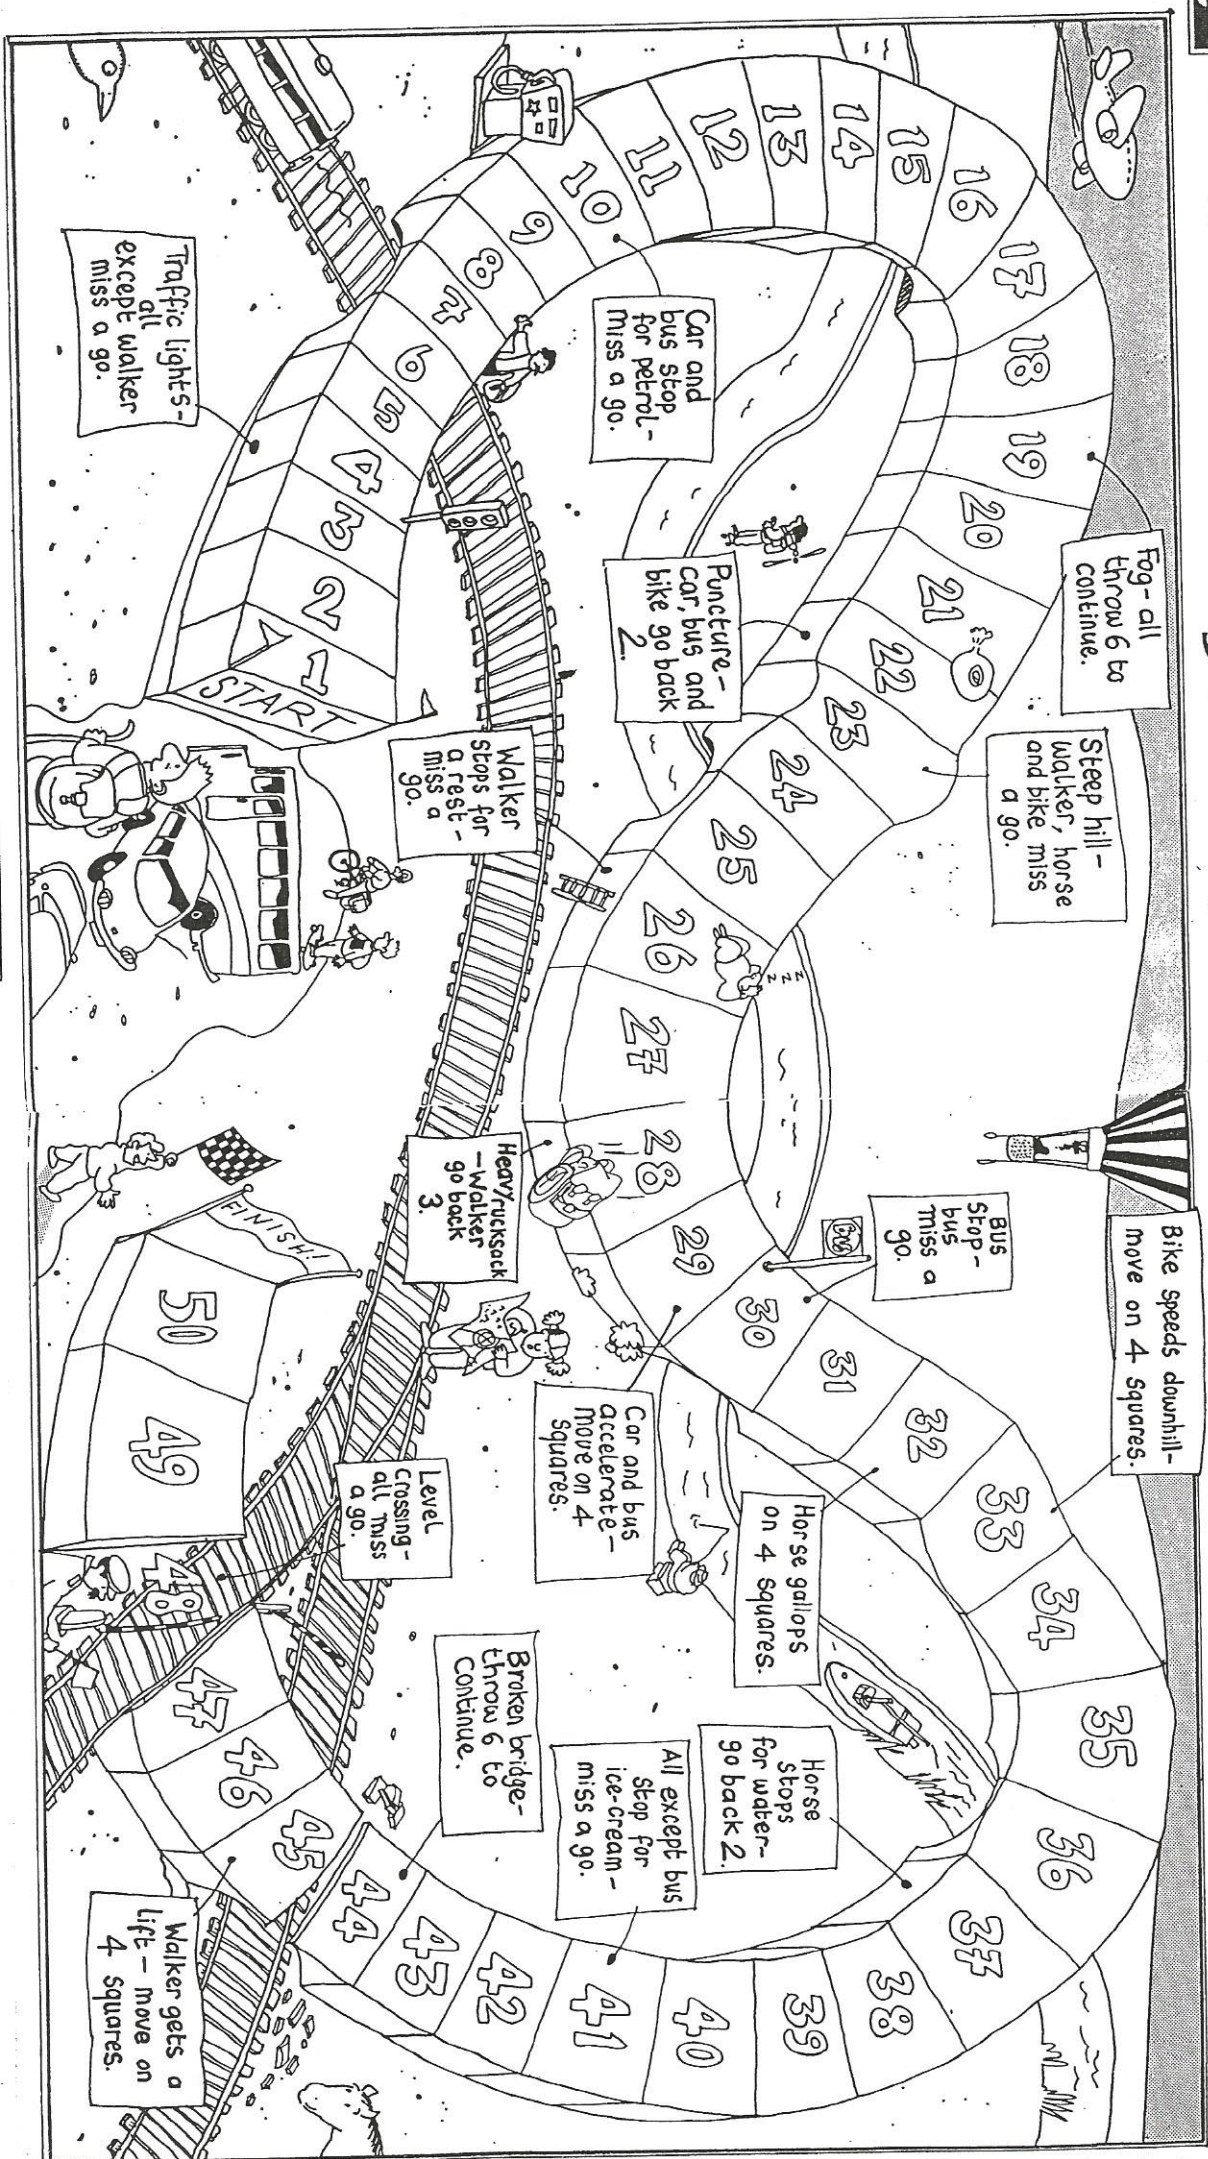 START
1
2
3
4
5
6
7
8
9
10
11
12
13
14
15
16
17
18
19
20
21
22
23
24
25
26
27
28
29
30
31
32
33
34
35
36
37
38
39
40
41
42
43
44
45
46
47
48
49
50
FINISH!
Traffic lights-
all
except walker
miss a go.
Car and
bus stop
for petrol-
miss a go.
Fog-all
throw 6 to
continue.
Puncture-
car, bus and
bike go back
2.
Steep hill-
walker, horse
and bike miss
a go.
Walker
stops for
a rest-
miss a
go.
z z z
Heavy rucksack
-Walker
go back
3.
Car and bus
accelerate-
move on 4
squares.
BUS
Stop-
bus
miss a
go.
Bus
Horse gallops
on 4 squares.
Bike speeds downhill-
move on 4 squares.
Horse
stops
for water-
go back 2.
All except bus
stop for
ice-cream-
miss a go.
Broken bridge-
throw 6 to
continue.
Walker gets a
lift-move on
4 squares.
Level
Crossing-
all miss
a go.